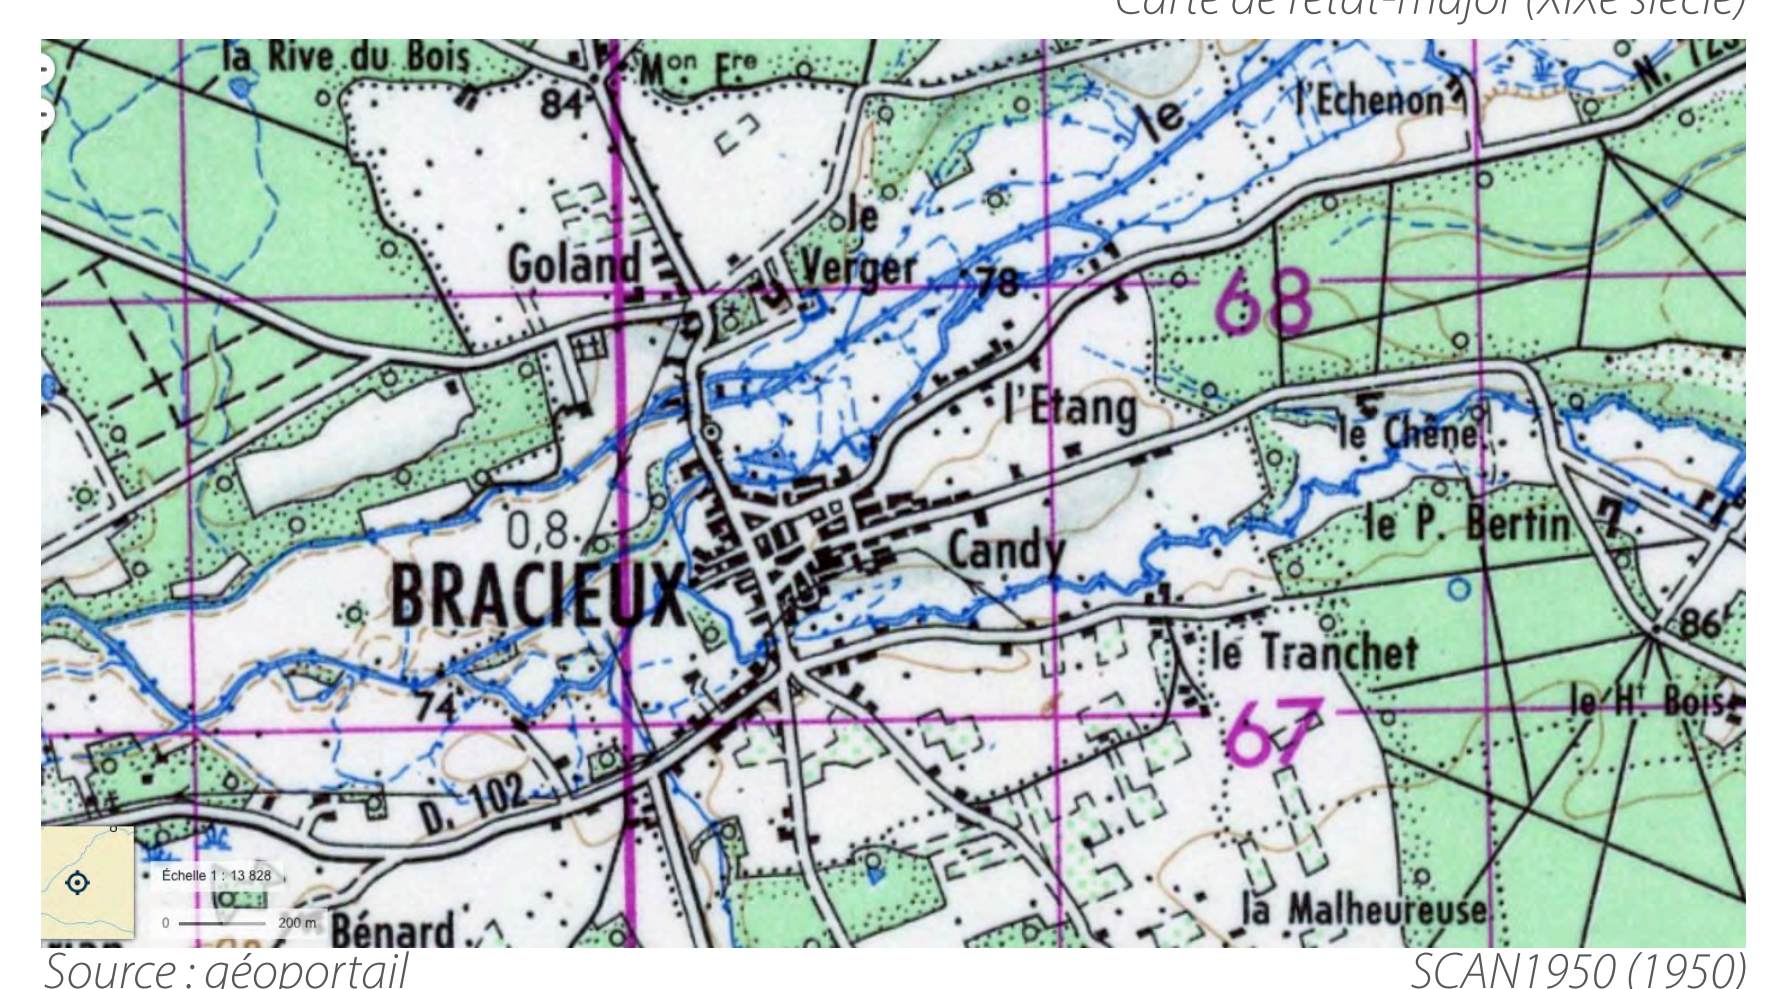 Carte de l'état-major (XIXe siècle)
la Rive du Bois
Mon Fre
84
le
l'Echenon
N. 72
le
Verger
Goland
78
68
l'Etang
le Chêne
0,8
Candy
le P. Bertin
BRACIEUX
86
le Tranchet
le Ht Bois
74
67
D. 102
Échelle 1 : 13 828
0 200 m
Bénard
la Malheureuse
Source : géoportail
SCAN1950 (1950)